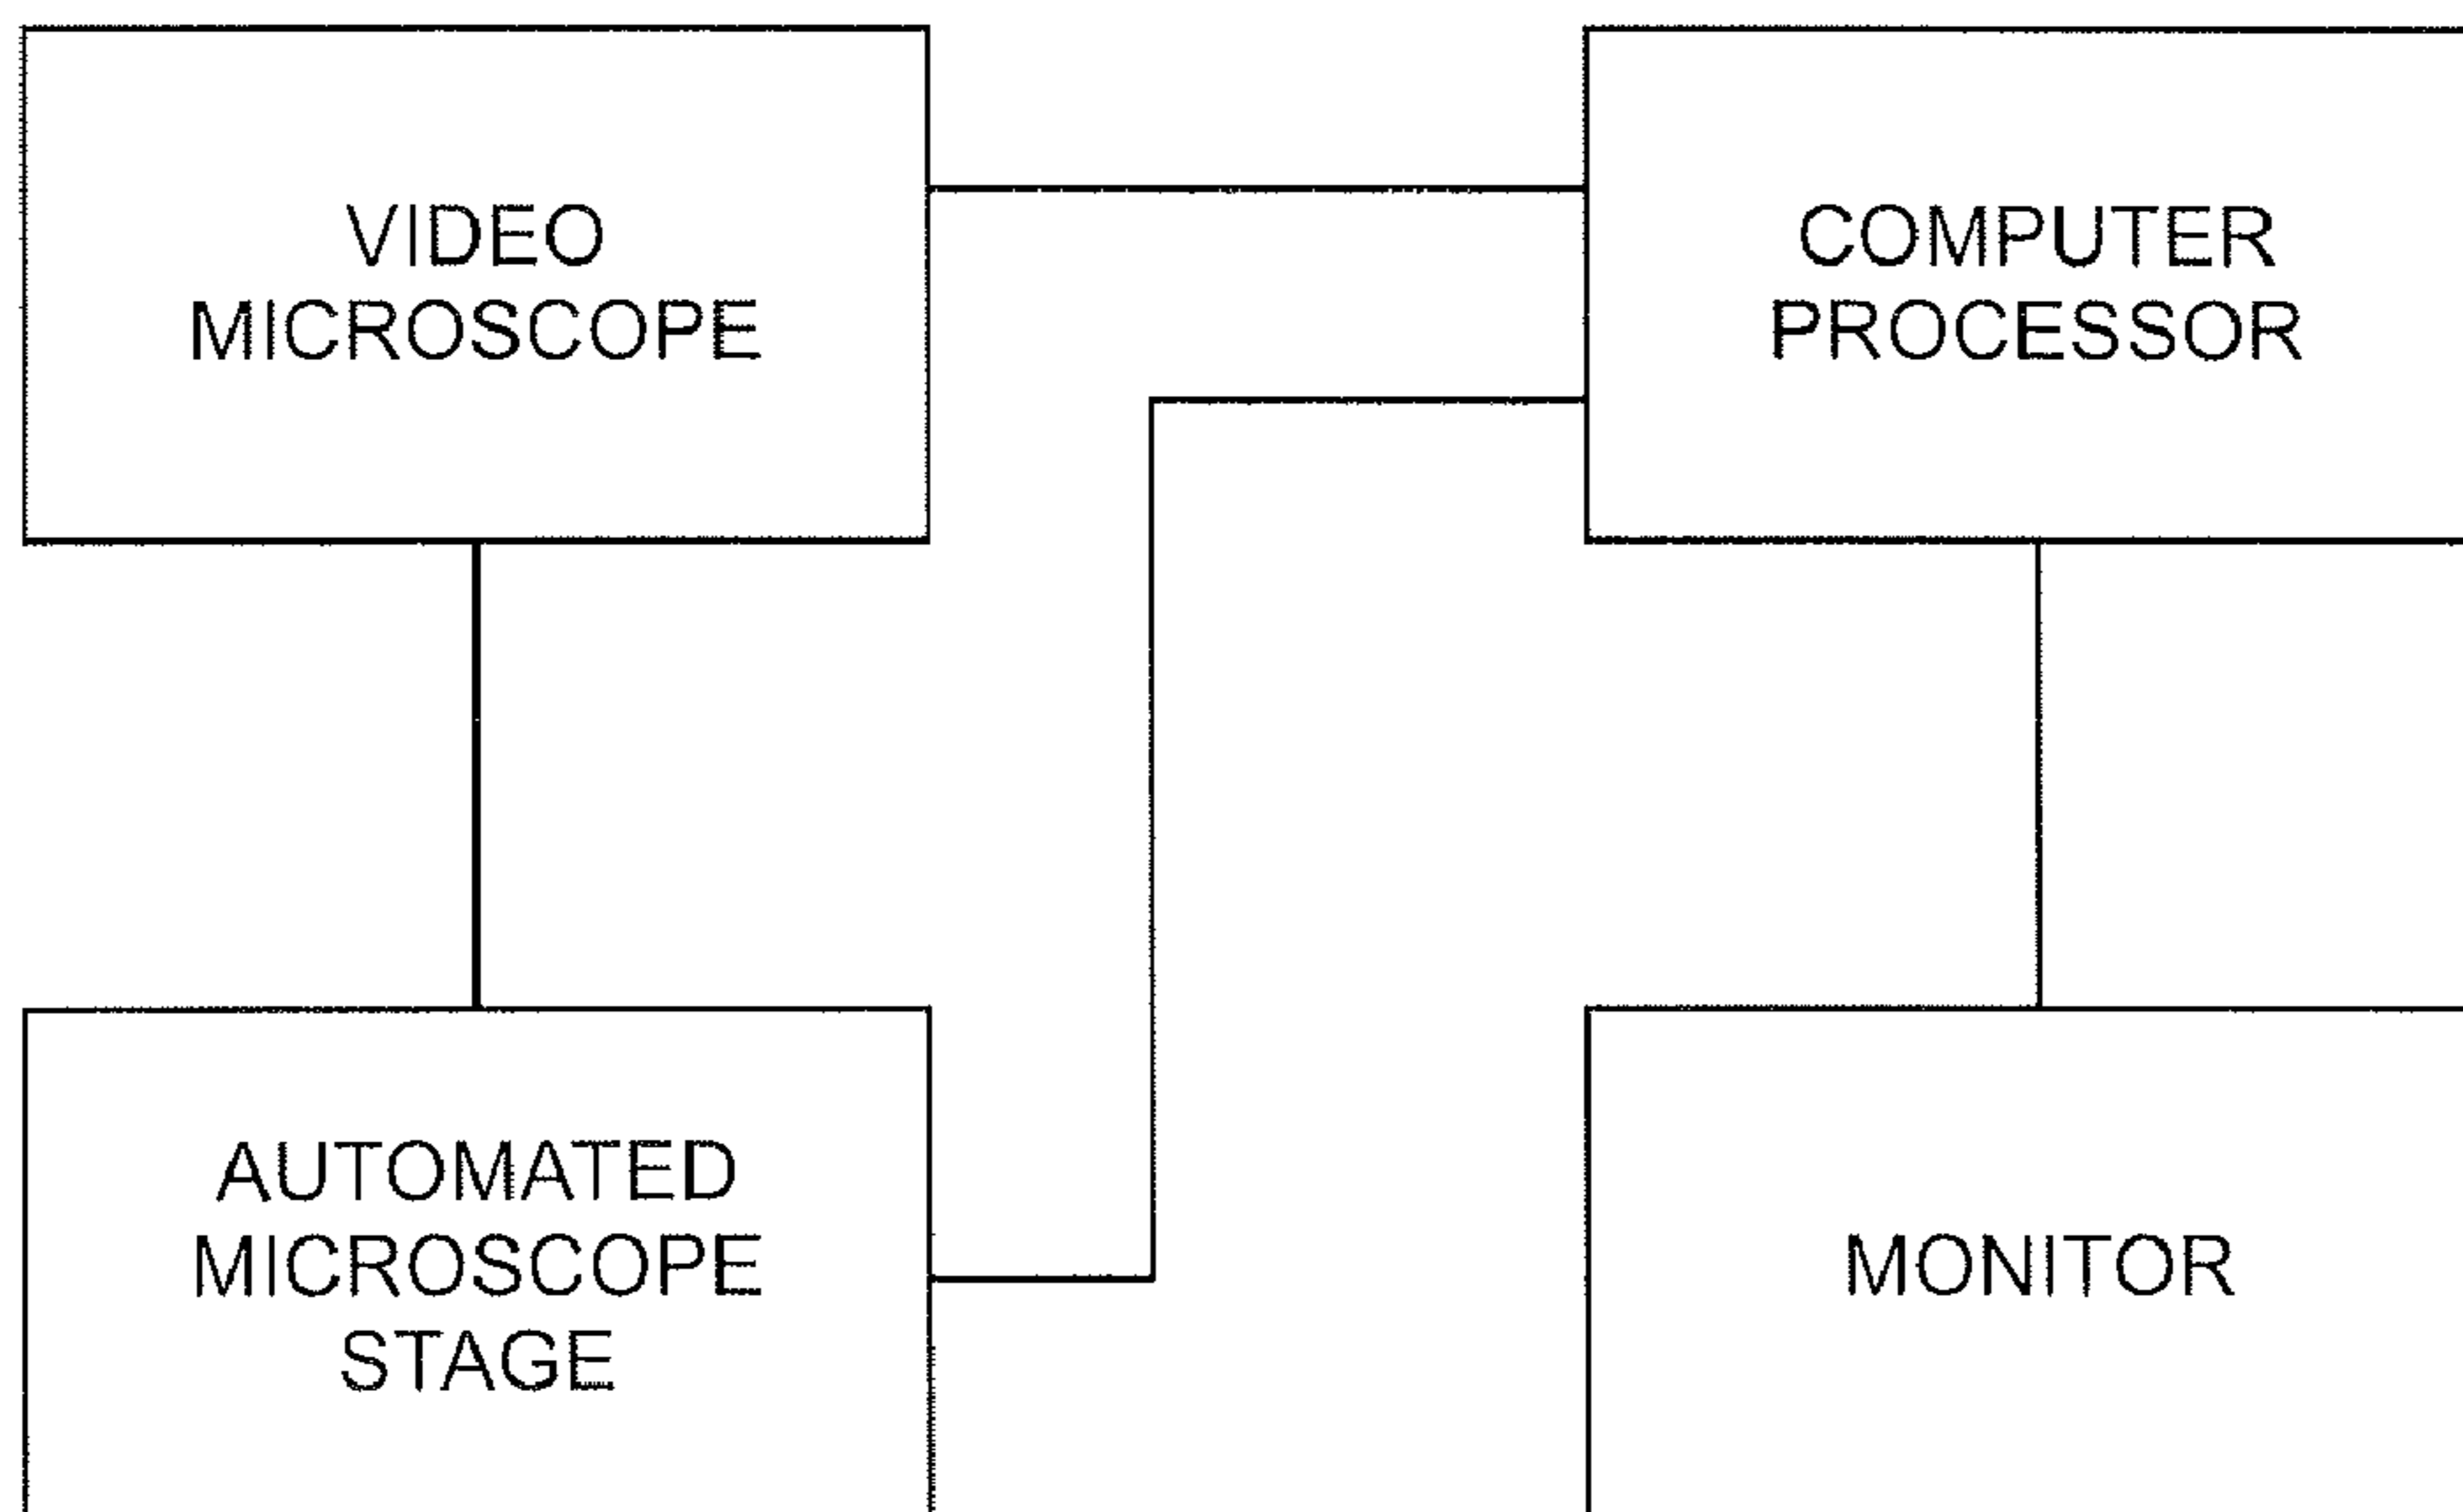 VIDEO
MICROSCOPE
COMPUTER
PROCESSOR
AUTOMATED
MICROSCOPE
STAGE
MONITOR